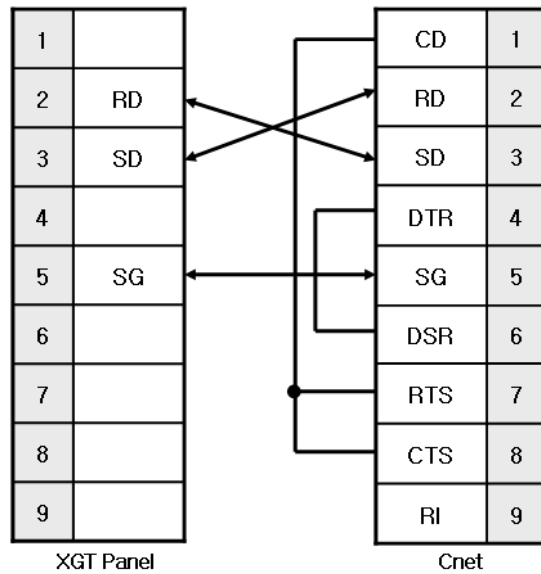 1 CD 1
2 RD RD 2
3 SD SD 3
4 DTR 4
5 SG SG 5
6 DSR 6
7 RTS 7
8 CTS 8
9 RI 9
XGT Panel Cnet